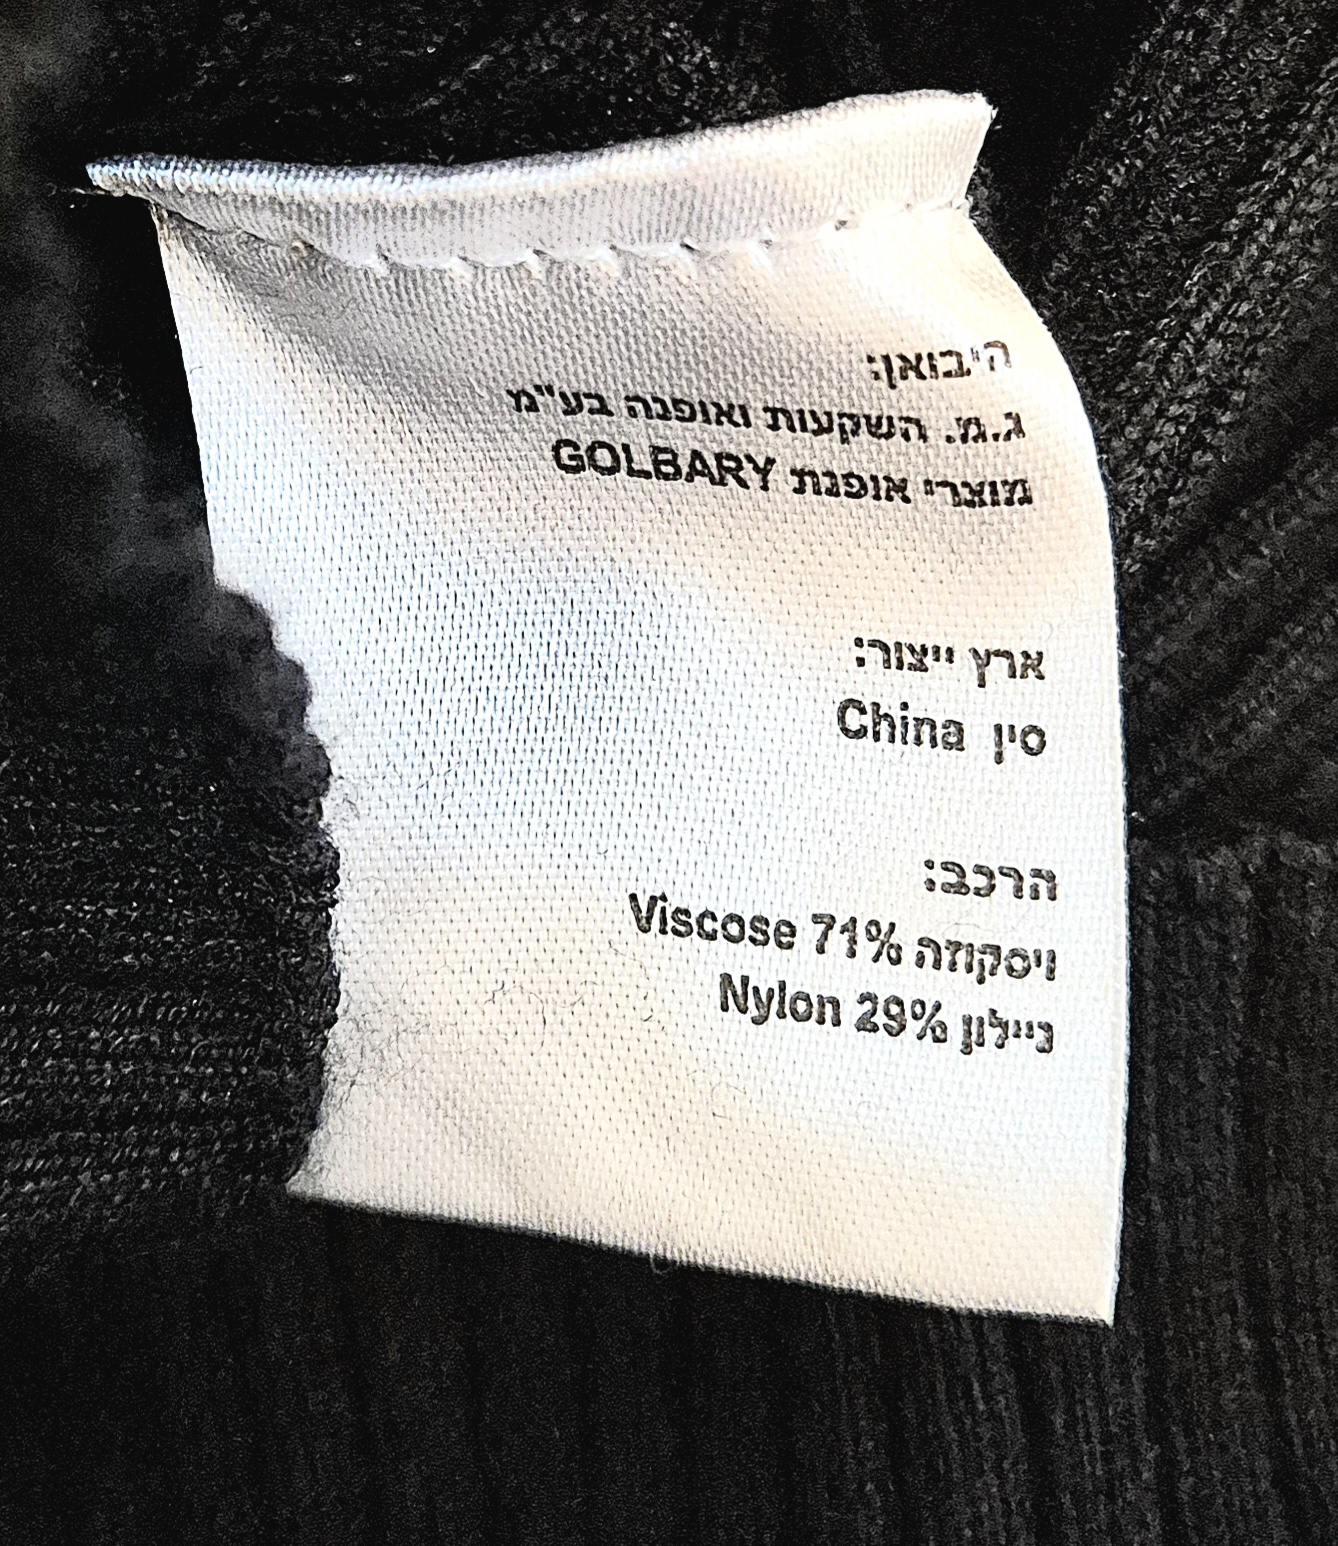 היבואן:
ג.מ. השקעות ואופנה בע"מ
מוצרי אופנת GOLBARY
ארץ ייצור:
סין China
הרכב:
ויסקוזה 71% Viscose
ניילון 29% Nylon